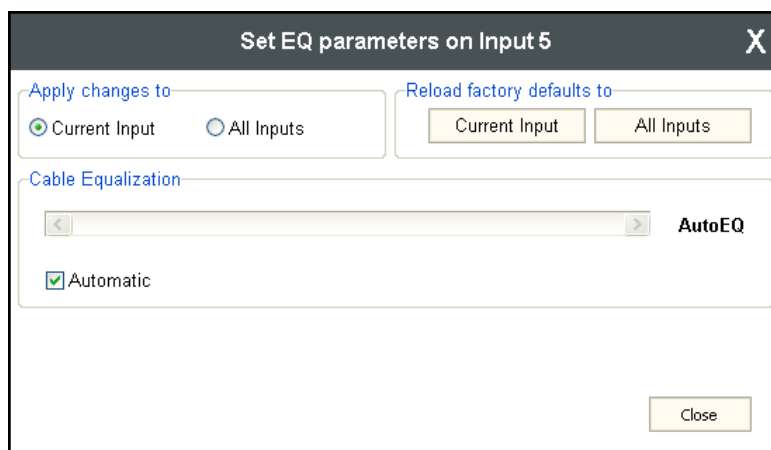 Set EQ parameters on Input 5 X
Apply changes to
Current Input All Inputs
Reload factory defaults to
Current Input All Inputs
Cable Equalization
AutoEQ
Automatic
Close